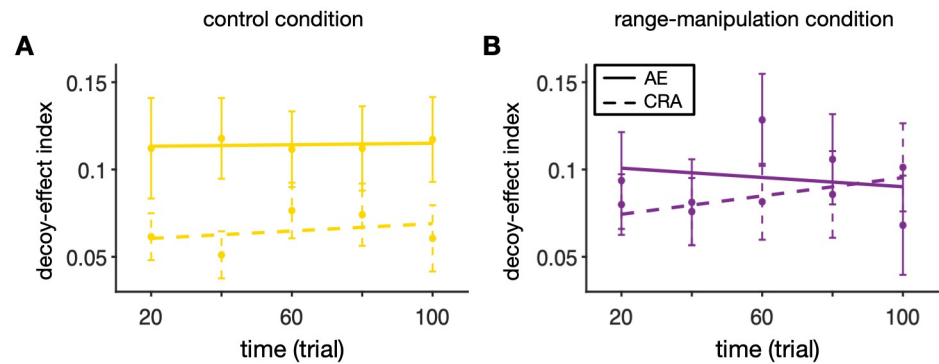 control condition
range-manipulation condition
A
B
decoy-effect index
0.15
0.1
0.05
20
60
100
time (trial)
AE
CRA
decoy-effect index
0.15
0.1
0.05
20
60
100
time (trial)